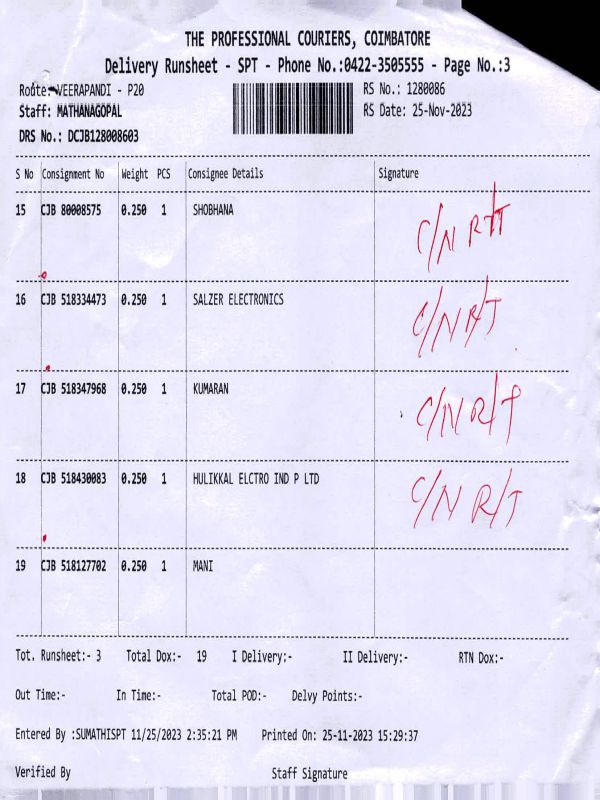 THE PROFESSIONAL COURIERS, COIMBATORE
Delivery Runsheet - SPT - Phone No.:0422-3505555 - Page No.:3
Route: VEERAPANDI - P20 RS No.: 1280086
Staff: MATHANAGOPAL RS Date: 25-Nov-2023
DRS No.: DCJB128008603
S No Consignment No Weight PCS Consignee Details Signature
15 CJB 80008575 0.250 1 SHOBHANA C/N R/T
16 CJB 518334473 0.250 1 SALZER ELECTRONICS C/N R/T
17 CJB 518347968 0.250 1 KUMARAN C/N R/T
18 CJB 518430083 0.250 1 HULIKKAL ELCTRO IND P LTD C/N R/T
19 CJB 518127702 0.250 1 MANI
Tot. Runsheet:- 3 Total Dox:- 19 I Delivery:- II Delivery:- RTN Dox:-
Out Time:- In Time:- Total POD:- Delvy Points:-
Entered By :SUMATHISPT 11/25/2023 2:35:21 PM Printed On: 25-11-2023 15:29:37
Verified By Staff Signature